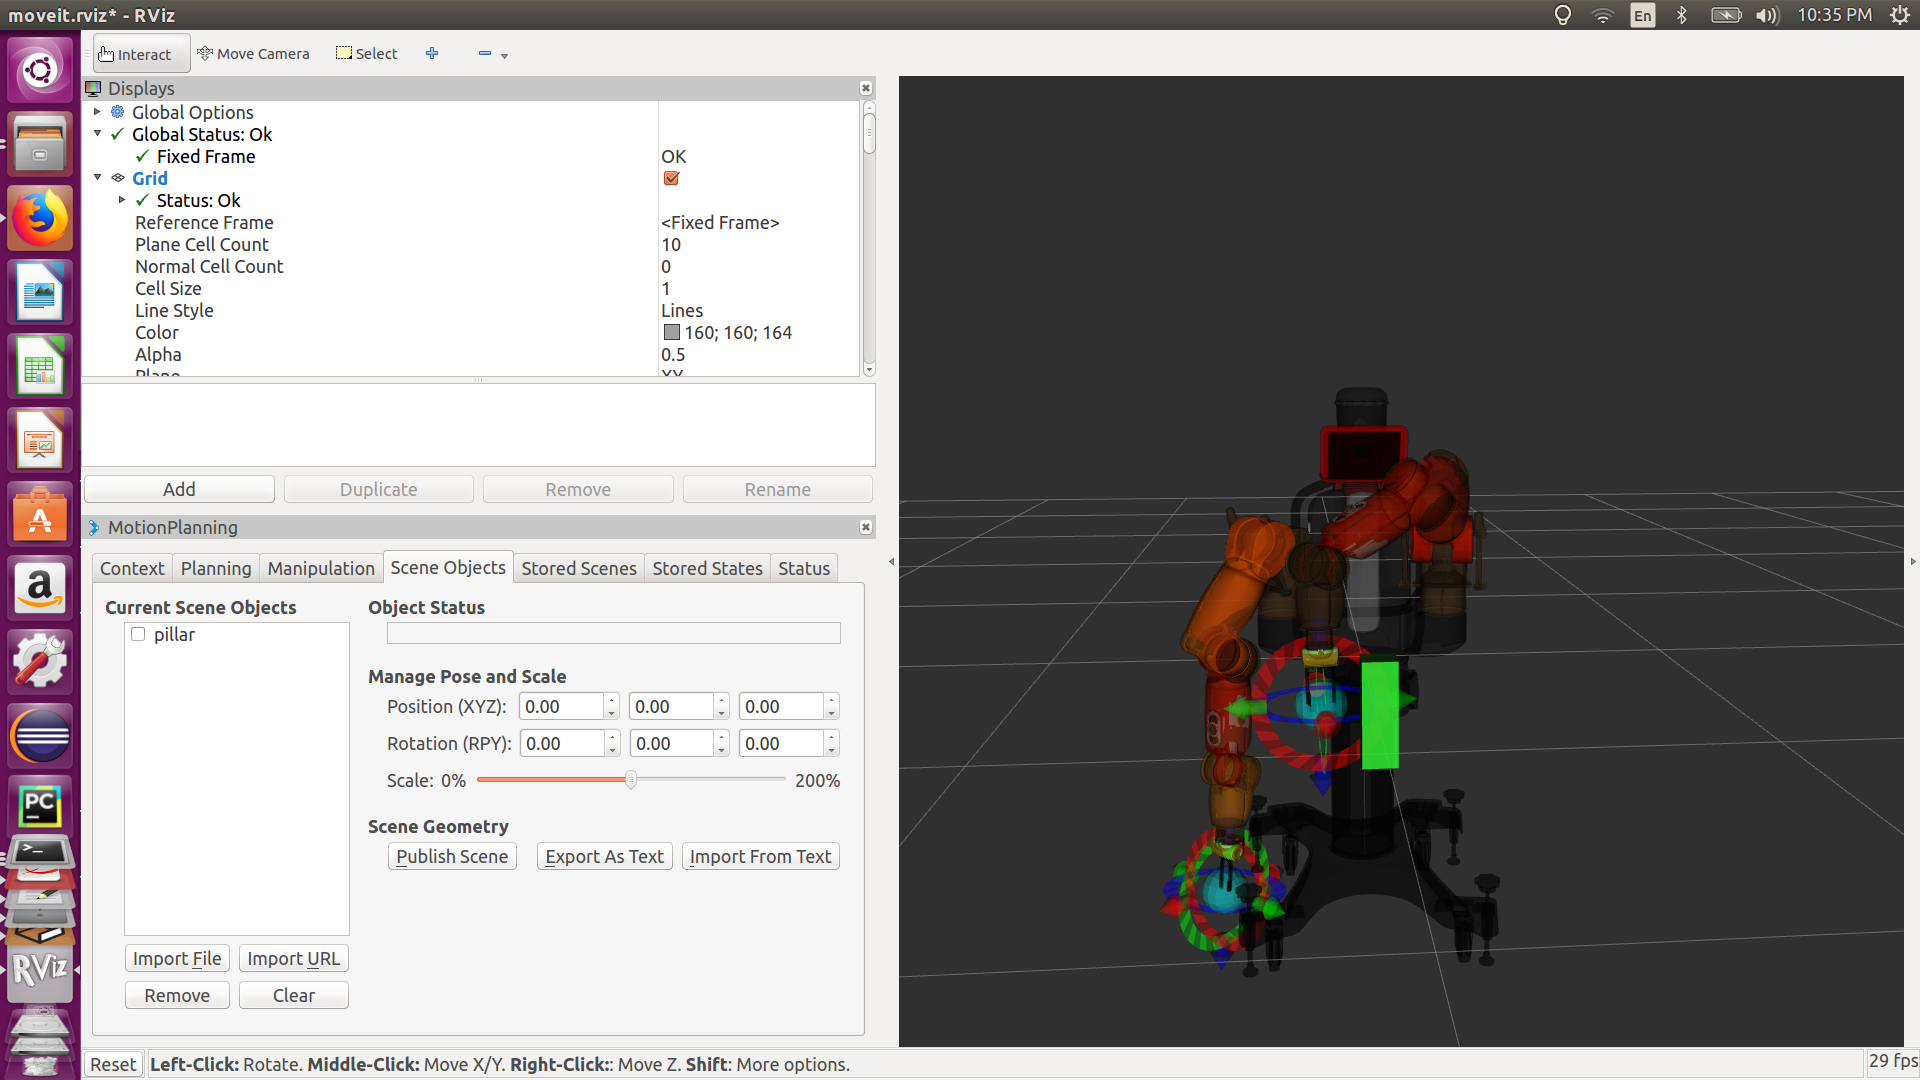 moveit.rviz* - RViz
En
10:35 PM
Interact
Move Camera
Select
Displays
Global Options
Global Status: Ok
Fixed Frame OK
Grid
Status: Ok
Reference Frame <Fixed Frame>
Plane Cell Count 10
Normal Cell Count 0
Cell Size 1
Line Style Lines
Color 160; 160; 164
Alpha 0.5
Plane XY
Add Duplicate Remove Rename
MotionPlanning
Context Planning Manipulation Scene Objects Stored Scenes Stored States Status
Current Scene Objects
pillar
Object Status
Manage Pose and Scale
Position (XYZ): 0.00 0.00 0.00
Rotation (RPY): 0.00 0.00 0.00
Scale: 0% 200%
Scene Geometry
Publish Scene Export As Text Import From Text
Import File Import URL
Remove Clear
Reset
Left-Click: Rotate. Middle-Click: Move X/Y. Right-Click:: Move Z. Shift: More options.
29 fps
A
a
PC
>_
RViz